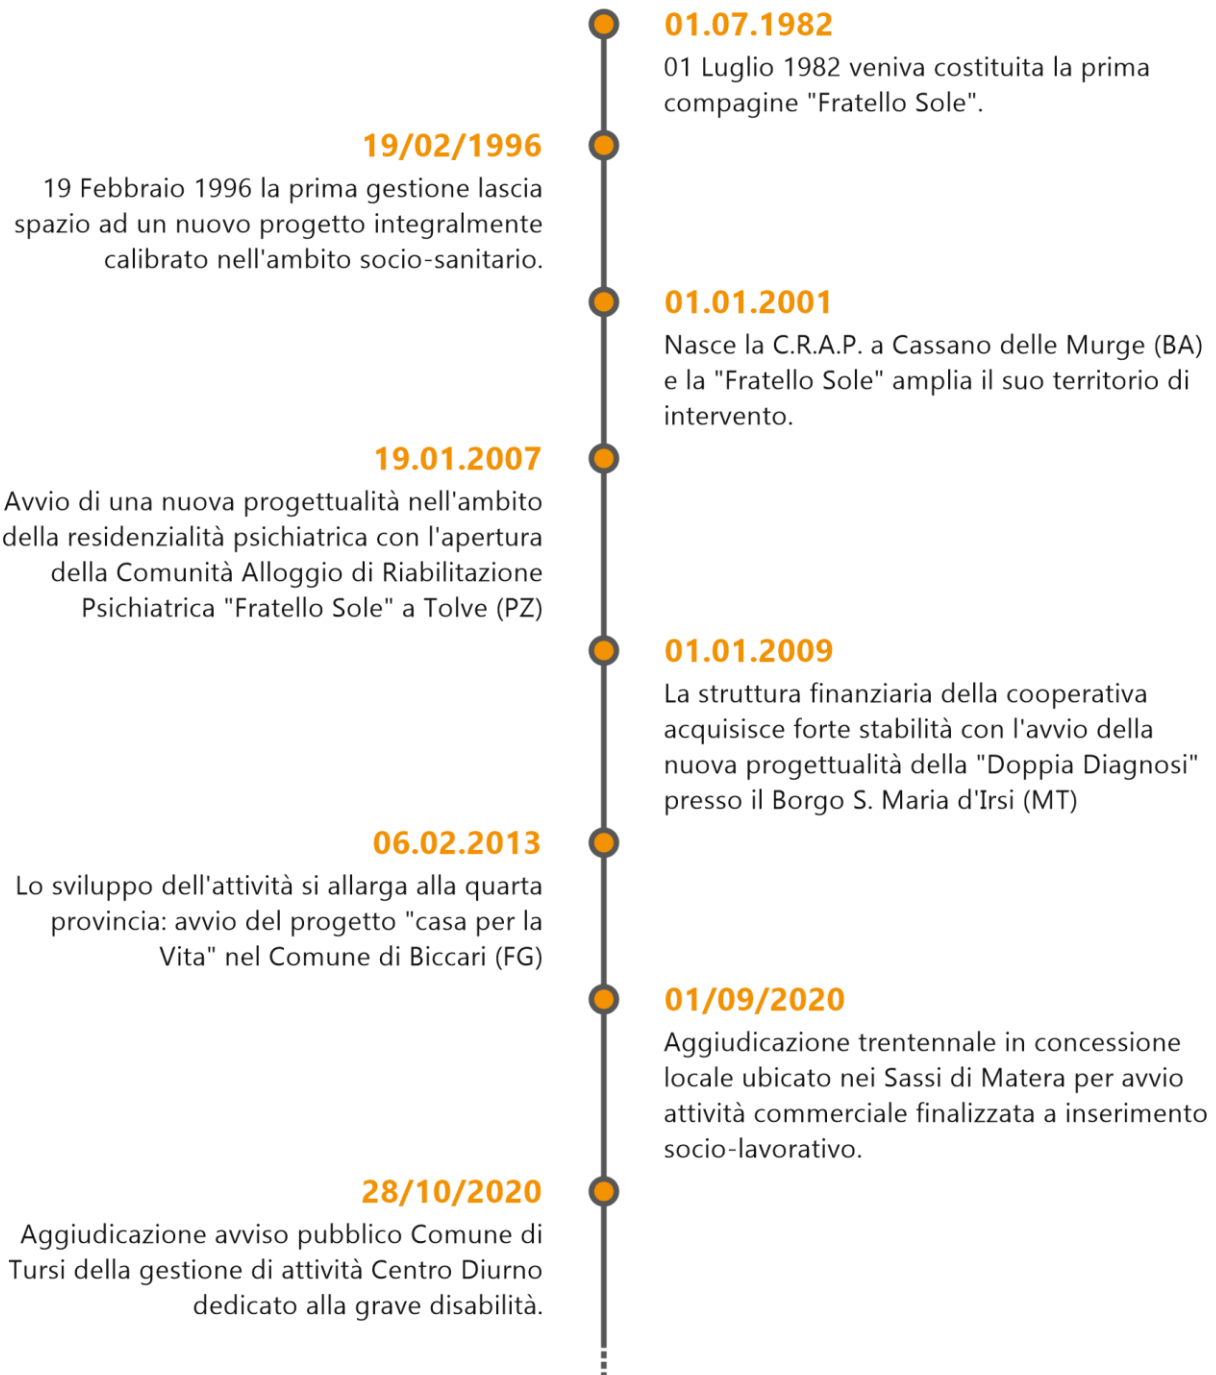 01.07.1982
01 Luglio 1982 veniva costituita la prima
compagine "Fratello Sole".
19/02/1996
19 Febbraio 1996 la prima gestione lascia
spazio ad un nuovo progetto integralmente
calibrato nell'ambito socio-sanitario.
01.01.2001
Nasce la C.R.A.P. a Cassano delle Murge (BA)
e la "Fratello Sole" amplia il suo territorio di
intervento.
19.01.2007
Avvio di una nuova progettualità nell'ambito
della residenzialità psichiatrica con l'apertura
della Comunità Alloggio di Riabilitazione
Psichiatrica "Fratello Sole" a Tolve (PZ)
01.01.2009
La struttura finanziaria della cooperativa
acquisisce forte stabilità con l'avvio della
nuova progettualità della "Doppia Diagnosi"
presso il Borgo S. Maria d'Irsi (MT)
06.02.2013
Lo sviluppo dell'attività si allarga alla quarta
provincia: avvio del progetto "casa per la
Vita" nel Comune di Biccari (FG)
01/09/2020
Aggiudicazione trentennale in concessione
locale ubicato nei Sassi di Matera per avvio
attività commerciale finalizzata a inserimento
socio-lavorativo.
28/10/2020
Aggiudicazione avviso pubblico Comune di
Tursi della gestione di attività Centro Diurno
dedicato alla grave disabilità.